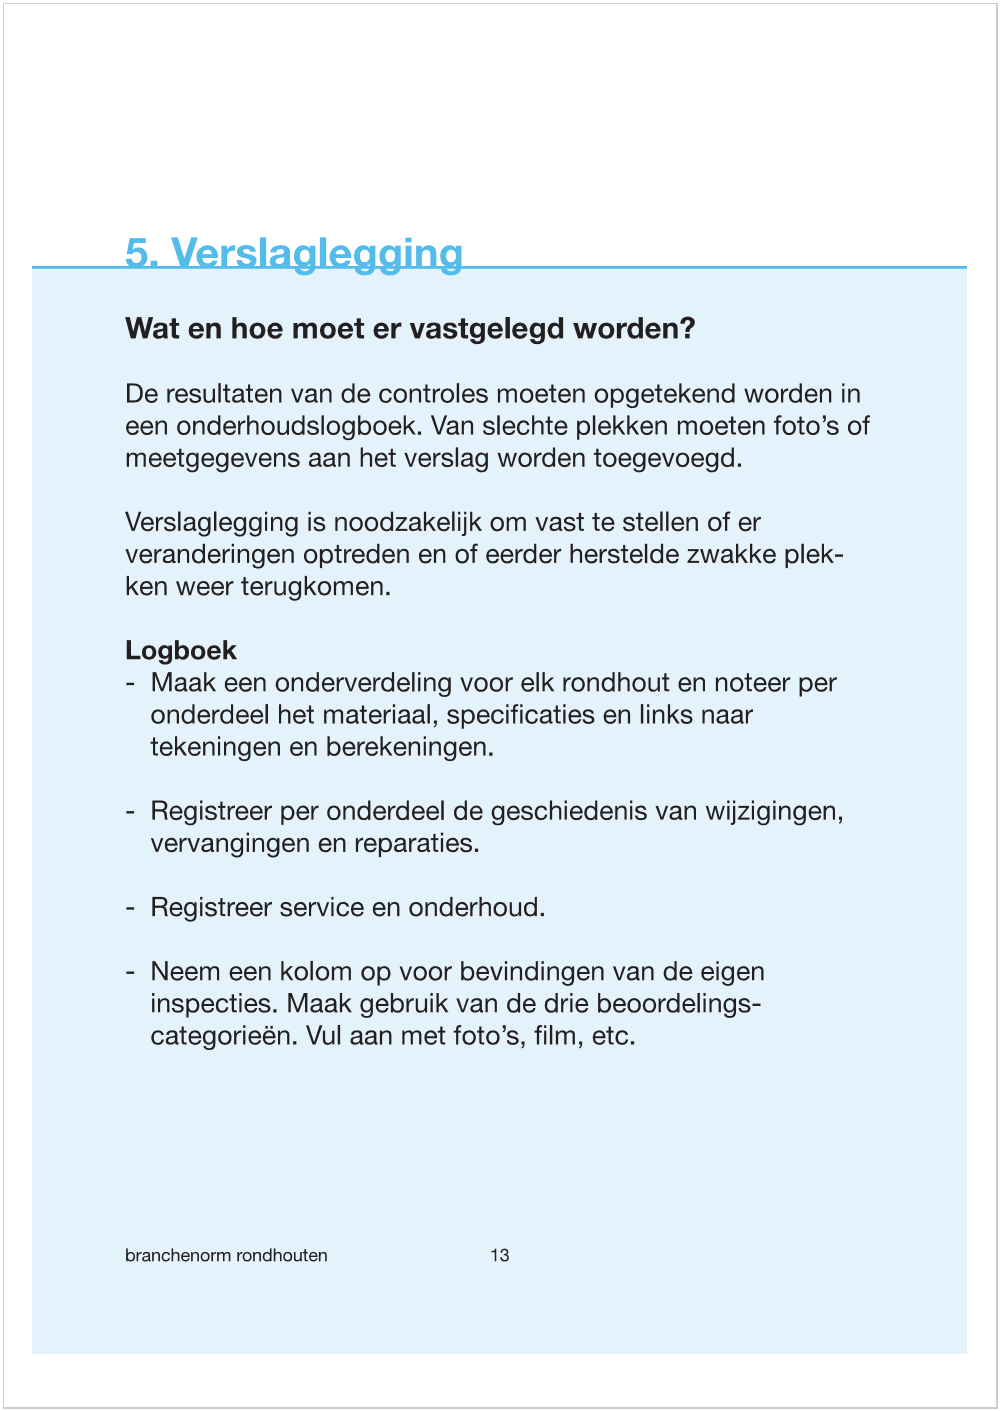 5. Verslaglegging
Wat en hoe moet er vastgelegd worden?
De resultaten van de controles moeten opgetekend worden in
een onderhoudslogboek. Van slechte plekken moeten foto’s of
meetgegevens aan het verslag worden toegevoegd.
Verslaglegging is noodzakelijk om vast te stellen of er
veranderingen optreden en of eerder herstelde zwakke plek-
ken weer terugkomen.
Logboek
- Maak een onderverdeling voor elk rondhout en noteer per
onderdeel het materiaal, specificaties en links naar
tekeningen en berekeningen.
- Registreer per onderdeel de geschiedenis van wijzigingen,
vervangingen en reparaties.
- Registreer service en onderhoud.
- Neem een kolom op voor bevindingen van de eigen
inspecties. Maak gebruik van de drie beoordelings-
categorieën. Vul aan met foto’s, film, etc.
branchenorm rondhouten 13